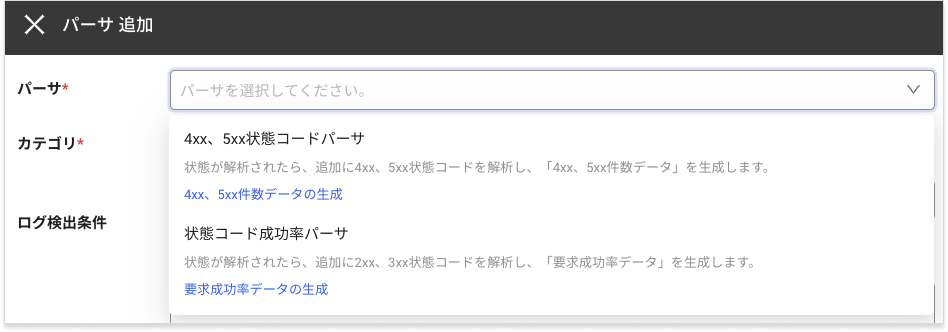 パーサ 追加
パーサ*
パーサを選択してください。
カテゴリ*
4xx、5xx状態コードパーサ
状態が解析されたら、追加に4xx、5xx状態コードを解析し、「4xx、5xx件数データ」を生成します。
4xx、5xx件数データの生成
ログ検出条件
状態コード成功率パーサ
状態が解析されたら、追加に2xx、3xx状態コードを解析し、「要求成功率データ」を生成します。
要求成功率データの生成